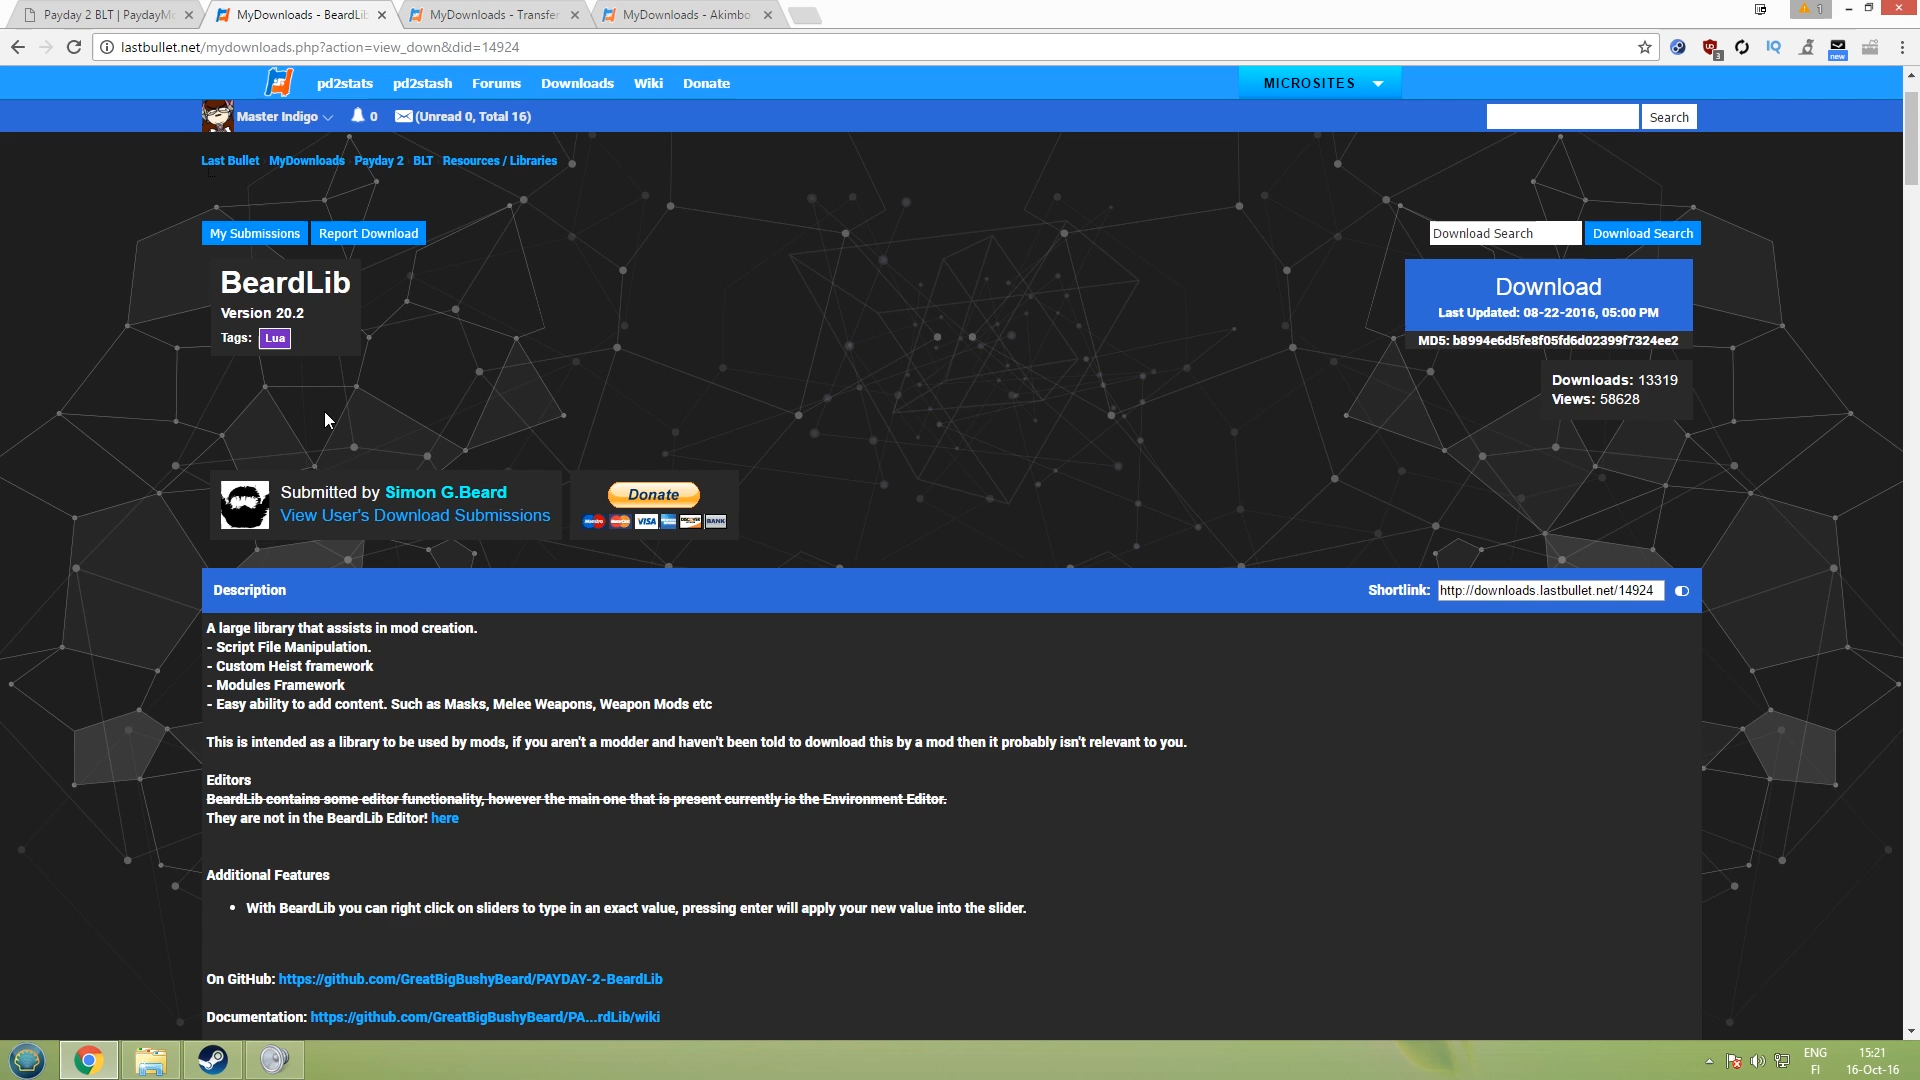 Payday 2 BLT | PaydayMo
MyDownloads - BeardLib
MyDownloads - Transfer
MyDownloads - Akimbo
1
lastbullet.net/mydownloads.php?action=view_down&did=14924
3
IQ
new
pd2stats pd2stash Forums Downloads Wiki Donate
MICROSITES
Master Indigo 0 (Unread 0, Total 16)
Search
Last Bullet MyDownloads Payday 2 BLT Resources / Libraries
My Submissions Report Download
Download Search Download Search
BeardLib
Version 20.2
Tags: Lua
Download
Last Updated: 08-22-2016, 05:00 PM
MD5: b8994e6d5fe8f05fd6d02399f7324ee2
Downloads: 13319
Views: 58628
Submitted by Simon G.Beard
View User's Download Submissions
Donate
VISA
BANK
Description
Shortlink: http://downloads.lastbullet.net/14924
A large library that assists in mod creation.
- Script File Manipulation.
- Custom Heist framework
- Modules Framework
- Easy ability to add content. Such as Masks, Melee Weapons, Weapon Mods etc
This is intended as a library to be used by mods, if you aren't a modder and haven't been told to download this by a mod then it probably isn't relevant to you.
Editors
BeardLib contains some editor functionality, however the main one that is present currently is the Environment Editor.
They are not in the BeardLib Editor! here
Additional Features
• With BeardLib you can right click on sliders to type in an exact value, pressing enter will apply your new value into the slider.
On GitHub: https://github.com/GreatBigBushyBeard/PAYDAY-2-BeardLib
Documentation: https://github.com/GreatBigBushyBeard/PA...rdLib/wiki
ENG 15:21
FI 16-Oct-16